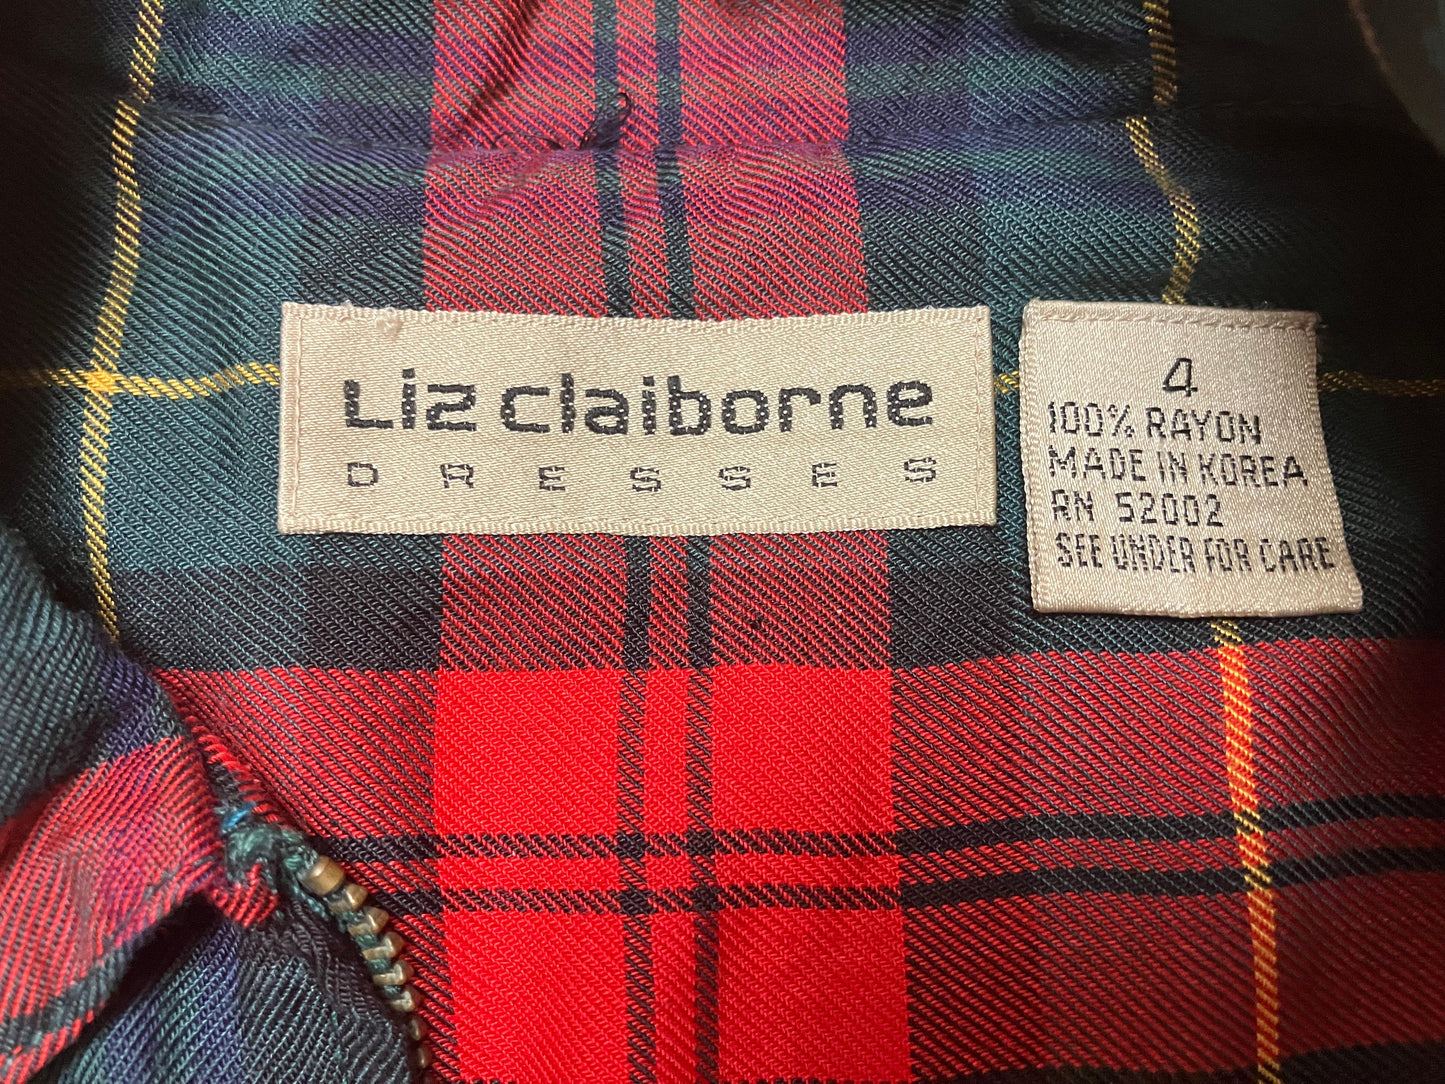 Liz claiborne
DRESSES
4
100% RAYON
MADE IN KOREA
RN 52002
SEE UNDER FOR CARE